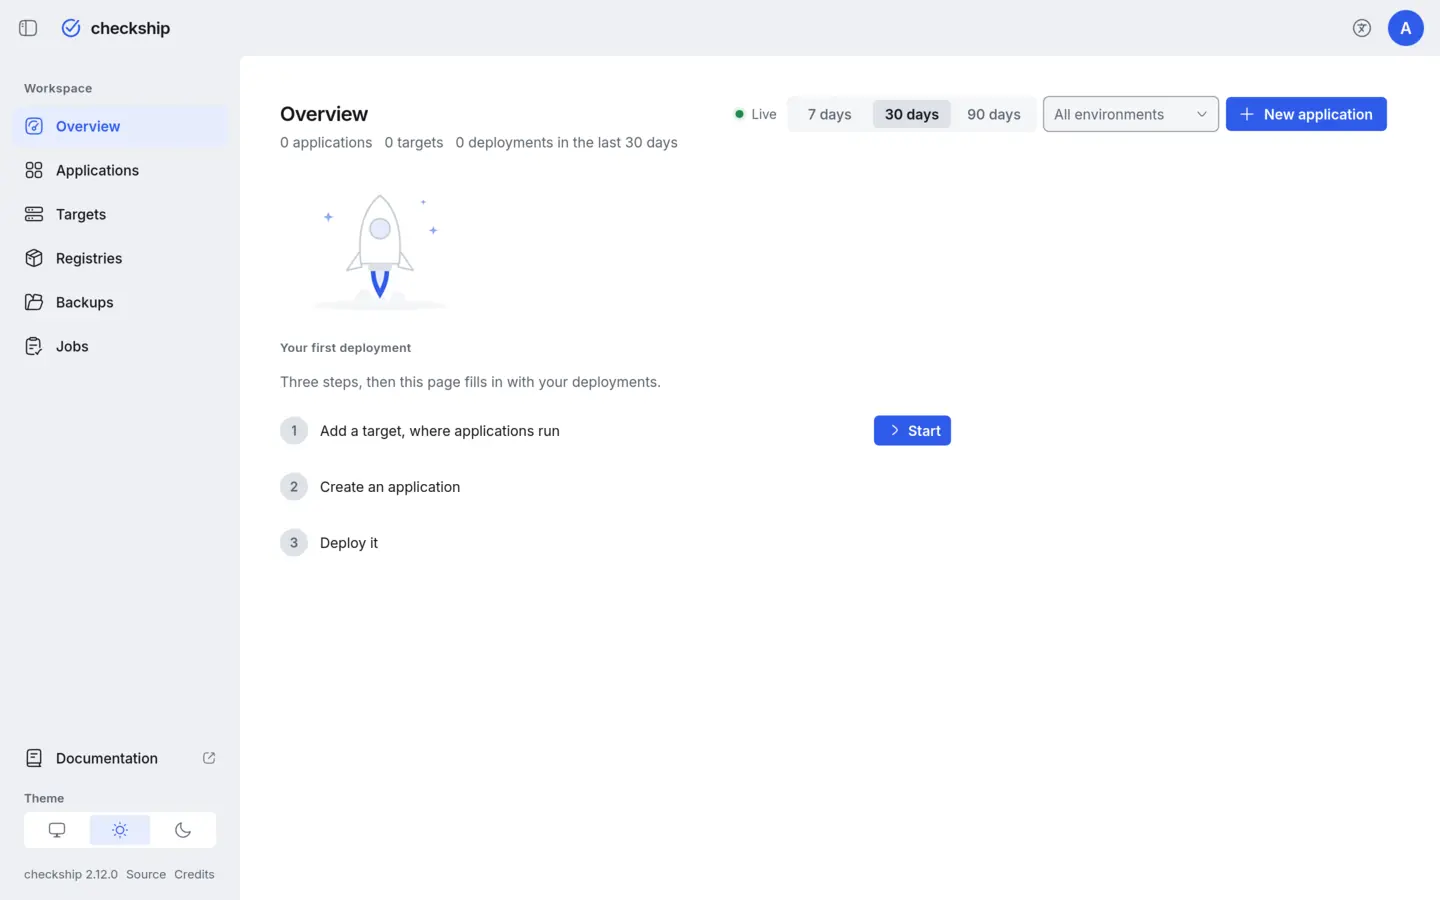 checkship
A
Workspace
Overview
Applications
Targets
Registries
Backups
Jobs
Documentation
Theme
checkship 2.12.0 Source Credits
Overview
0 applications 0 targets 0 deployments in the last 30 days
Live
7 days 30 days 90 days
All environments
New application
Your first deployment
Three steps, then this page fills in with your deployments.
1 Add a target, where applications run
Start
2 Create an application
3 Deploy it